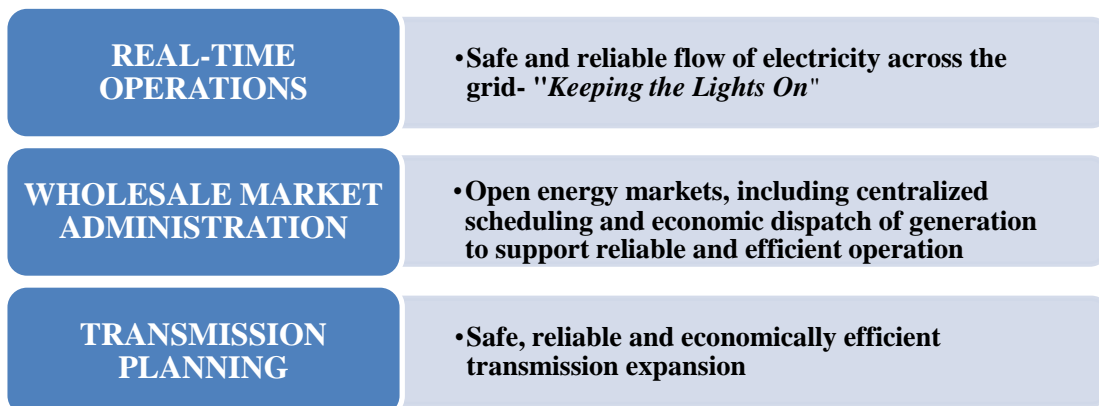 REAL-TIME
OPERATIONS
•Safe and reliable flow of electricity across the
grid- "Keeping the Lights On"
WHOLESALE MARKET
ADMINISTRATION
•Open energy markets, including centralized
scheduling and economic dispatch of generation
to support reliable and efficient operation
TRANSMISSION
PLANNING
•Safe, reliable and economically efficient
transmission expansion